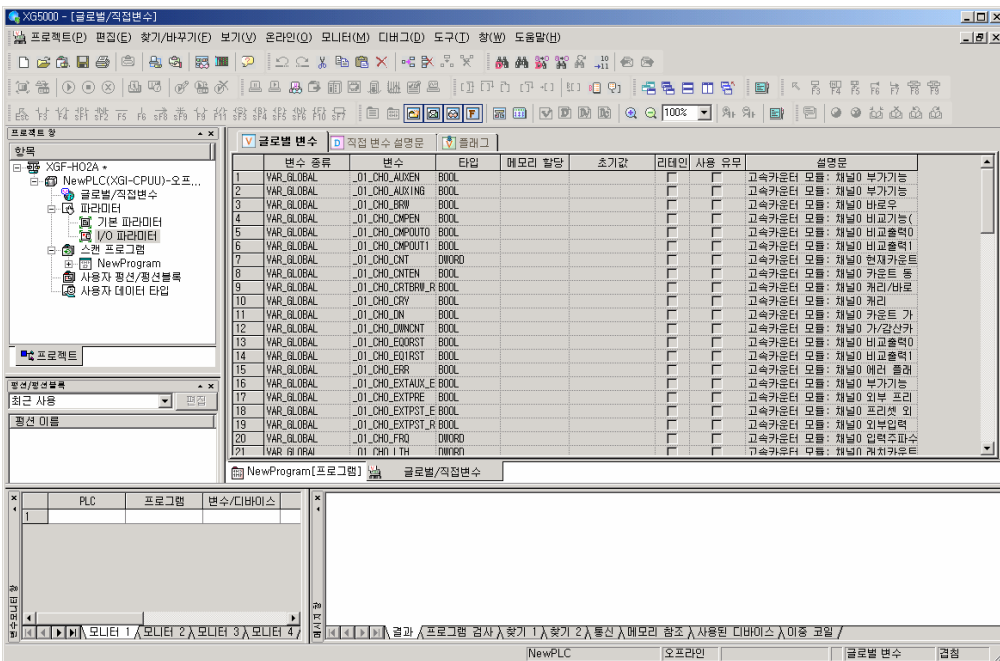 XG5000 - [글로벌/직접변수]
프로젝트(P) 편집(E) 찾기/바꾸기(F) 보기(V) 온라인(O) 모니터(M) 디버그(D) 도구(T) 창(W) 도움말(H)
100%
프로젝트 창
항목
XGF-HO2A *
NewPLC(XGI-CPUU)-오프...
글로벌/직접변수
파라미터
기본 파라미터
I/O 파라미터
스캔 프로그램
NewProgram
사용자 펑션/펑션블록
사용자 데이터 타입
프로젝트
펑션/펑션블록
최근 사용 편집
펑션 이름
글로벌 변수 직접 변수 설명문 플래그
변수 종류 변수 타입 메모리 할당 초기값 리테인 사용 유무 설명문
1 VAR_GLOBAL _01_CH0_AUXEN BOOL 고속카운터 모듈: 채널0 부가기능
2 VAR_GLOBAL _01_CH0_AUXING BOOL 고속카운터 모듈: 채널0 부가기능
3 VAR_GLOBAL _01_CH0_BRW BOOL 고속카운터 모듈: 채널0 바로우
4 VAR_GLOBAL _01_CH0_CMPEN BOOL 고속카운터 모듈: 채널0 비교기능(
5 VAR_GLOBAL _01_CH0_CMPOUT0 BOOL 고속카운터 모듈: 채널0 비교출력0
6 VAR_GLOBAL _01_CH0_CMPOUT1 BOOL 고속카운터 모듈: 채널0 비교출력1
7 VAR_GLOBAL _01_CH0_CNT DWORD 고속카운터 모듈: 채널0 현재카운트
8 VAR_GLOBAL _01_CH0_CNTEN BOOL 고속카운터 모듈: 채널0 카운트 동
9 VAR_GLOBAL _01_CH0_CRTBRW_R BOOL 고속카운터 모듈: 채널0 캐리/바로
10 VAR_GLOBAL _01_CH0_CRY BOOL 고속카운터 모듈: 채널0 캐리
11 VAR_GLOBAL _01_CH0_DN BOOL 고속카운터 모듈: 채널0 카운트 가
12 VAR_GLOBAL _01_CH0_DWNCNT BOOL 고속카운터 모듈: 채널0 가/감산카
13 VAR_GLOBAL _01_CH0_EQ0RST BOOL 고속카운터 모듈: 채널0 비교출력0
14 VAR_GLOBAL _01_CH0_EQ1RST BOOL 고속카운터 모듈: 채널0 비교출력1
15 VAR_GLOBAL _01_CH0_ERR BOOL 고속카운터 모듈: 채널0 에러 플래
16 VAR_GLOBAL _01_CH0_EXTAUX_E BOOL 고속카운터 모듈: 채널0 부가기능
17 VAR_GLOBAL _01_CH0_EXTPRE BOOL 고속카운터 모듈: 채널0 외부 프리
18 VAR_GLOBAL _01_CH0_EXTPST_E BOOL 고속카운터 모듈: 채널0 프리셋 외
19 VAR_GLOBAL _01_CH0_EXTPST_R BOOL 고속카운터 모듈: 채널0 외부입력
20 VAR_GLOBAL _01_CH0_FRQ DWORD 고속카운터 모듈: 채널0 입력주파수
21 VAR_GLOBAL _01_CH0_LTH DWORD 고속카운터 모듈: 채널0 래치카운트
NewProgram[프로그램] 글로벌/직접변수
PLC 프로그램 변수/디바이스
1
변수모니터 창
모니터 1 모니터 2 모니터 3 모니터 4
결과 프로그램 검사 찾기 1 찾기 2 통신 메모리 참조 사용된 디바이스 이중 코일
NewPLC 오프라인 글로벌 변수 겹침